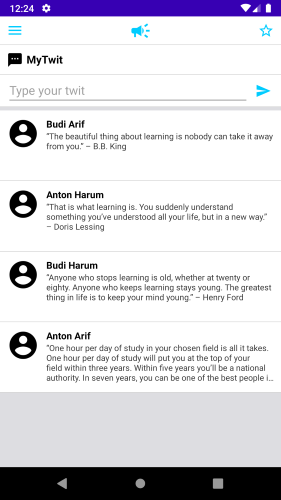 12:24
MyTwit
Type your twit
Budi Arif
"The beautiful thing about learning is nobody can take it away
from you." – B.B. King
Anton Harum
"That is what learning is. You suddenly understand
something you've understood all your life, but in a new way."
– Doris Lessing
Budi Harum
"Anyone who stops learning is old, whether at twenty or
eighty. Anyone who keeps learning stays young. The greatest
thing in life is to keep your mind young." – Henry Ford
Anton Arif
"One hour per day of study in your chosen field is all it takes.
One hour per day of study will put you at the top of your
field within three years. Within five years you'll be a national
authority. In seven years, you can be one of the best people i...